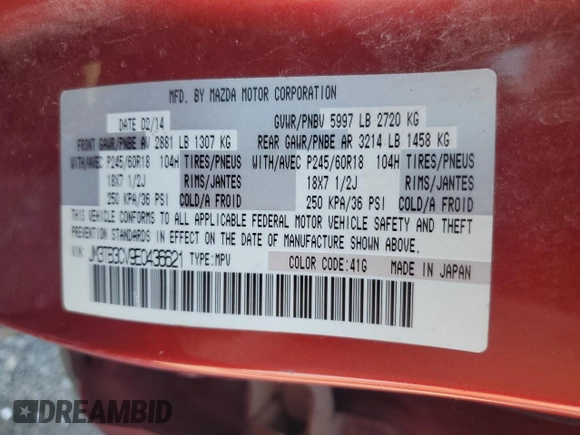 MFD. BY MAZDA MOTOR CORPORATION
DATE 02/14 GVWR/PNBV 5997 LB 2720 KG
FRONT GAWR/PNBE AV 2881 LB 1307 KG REAR GAWR/PNBE AR 3214 LB 1458 KG
WITH/AVEC P245/60R18 104H TIRES/PNEUS WITH/AVEC P245/60R18 104H TIRES/PNEUS
18X7 1/2J RIMS/JANTES 18X7 1/2J RIMS/JANTES
250 KPA/36 PSI COLD/A FROID 250 KPA/36 PSI COLD/A FROID
THIS VEHICLE CONFORMS TO ALL APPLICABLE FEDERAL MOTOR VEHICLE SAFETY AND THEFT
PREVENTION STANDARDS IN EFFECT ON THE DATE OF MANUFACTURE SHOWN ABOVE.
VIN: JM3TB3CV9E0436621 TYPE: MPV COLOR CODE: 41G MADE IN JAPAN
DREAMBID